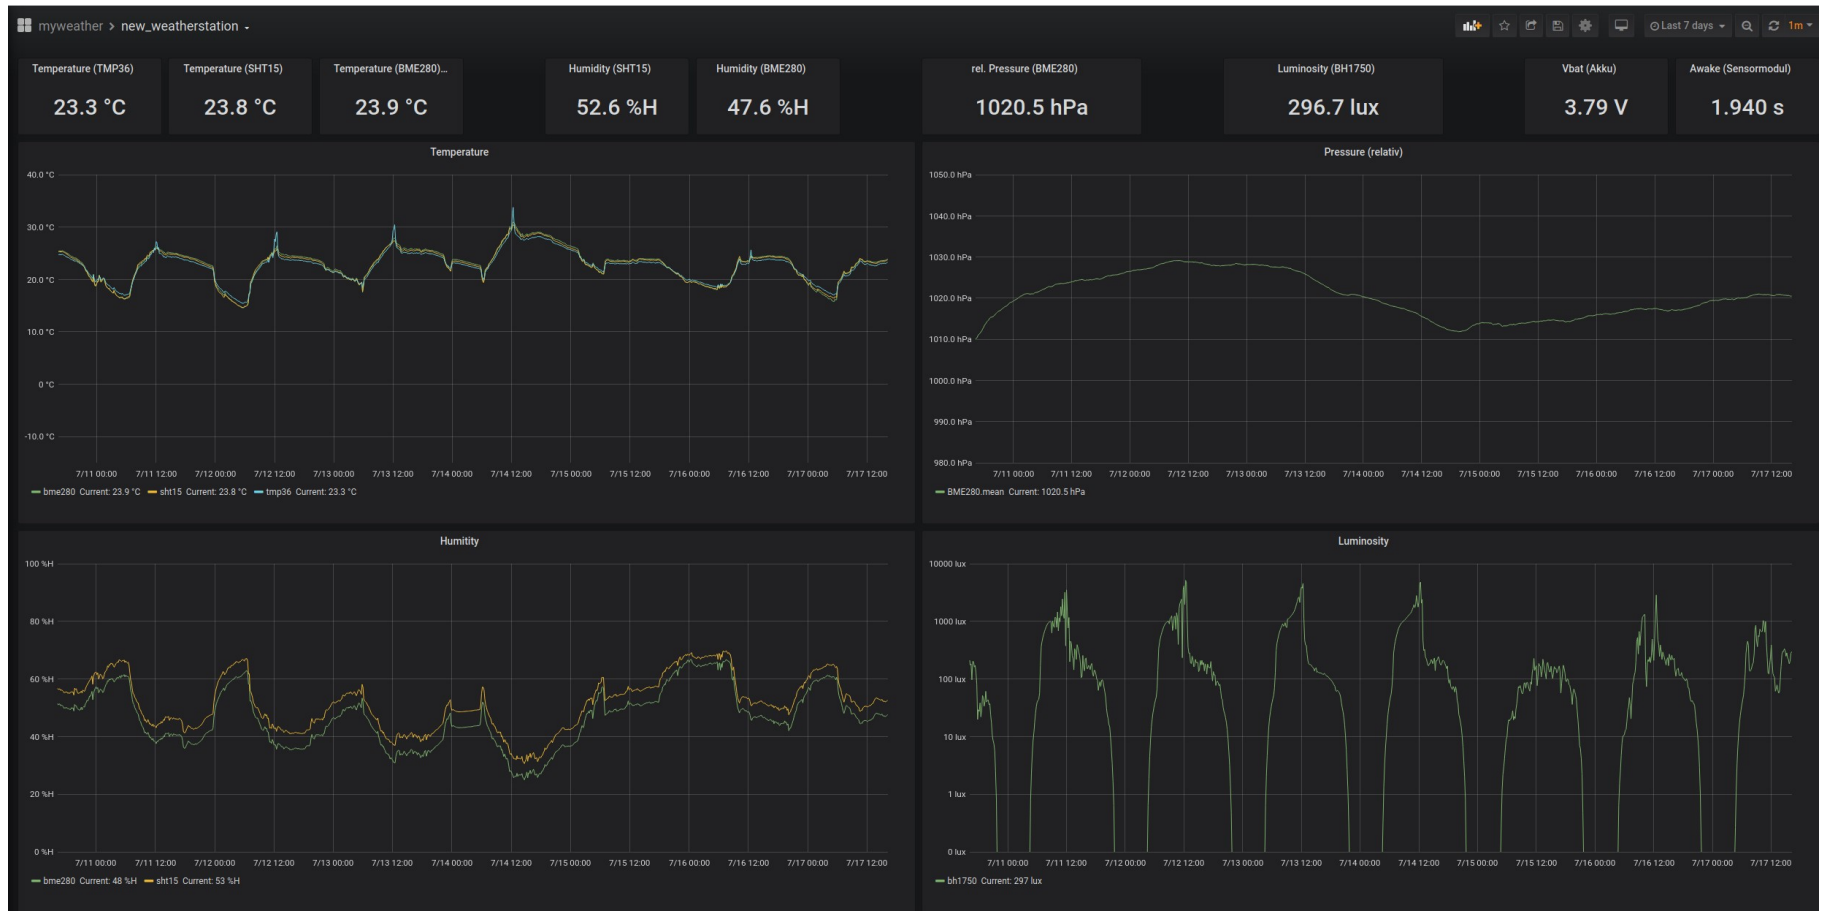 myweather > new_weatherstation
Last 7 days
1m
Temperature (TMP36)
23.3 °C
Temperature (SHT15)
23.8 °C
Temperature (BME280)...
23.9 °C
Humidity (SHT15)
52.6 %H
Humidity (BME280)
47.6 %H
rel. Pressure (BME280)
1020.5 hPa
Luminosity (BH1750)
296.7 lux
Vbat (Akku)
3.79 V
Awake (Sensormodul)
1.940 s
Temperature
40.0 °C
30.0 °C
20.0 °C
10.0 °C
0 °C
-10.0 °C
7/11 00:00 7/11 12:00 7/12 00:00 7/12 12:00 7/13 00:00 7/13 12:00 7/14 00:00 7/14 12:00 7/15 00:00 7/15 12:00 7/16 00:00 7/16 12:00 7/17 00:00 7/17 12:00
bme280 Current: 23.9 °C sht15 Current: 23.8 °C tmp36 Current: 23.3 °C
Pressure (relativ)
1050.0 hPa
1040.0 hPa
1030.0 hPa
1020.0 hPa
1010.0 hPa
1000.0 hPa
990.0 hPa
980.0 hPa
7/11 00:00 7/11 12:00 7/12 00:00 7/12 12:00 7/13 00:00 7/13 12:00 7/14 00:00 7/14 12:00 7/15 00:00 7/15 12:00 7/16 00:00 7/16 12:00 7/17 00:00 7/17 12:00
BME280.mean Current: 1020.5 hPa
Humitity
100 %H
80 %H
60 %H
40 %H
20 %H
0 %H
7/11 00:00 7/11 12:00 7/12 00:00 7/12 12:00 7/13 00:00 7/13 12:00 7/14 00:00 7/14 12:00 7/15 00:00 7/15 12:00 7/16 00:00 7/16 12:00 7/17 00:00 7/17 12:00
bme280 Current: 48 %H sht15 Current: 53 %H
Luminosity
10000 lux
1000 lux
100 lux
10 lux
1 lux
0 lux
7/11 00:00 7/11 12:00 7/12 00:00 7/12 12:00 7/13 00:00 7/13 12:00 7/14 00:00 7/14 12:00 7/15 00:00 7/15 12:00 7/16 00:00 7/16 12:00 7/17 00:00 7/17 12:00
bh1750 Current: 297 lux